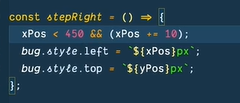 const stepRight = () => {
  xPos < 450 && (xPos += 10);
  bug.style.left = `${xPos}px`;
  bug.style.top = `${yPos}px`;
};